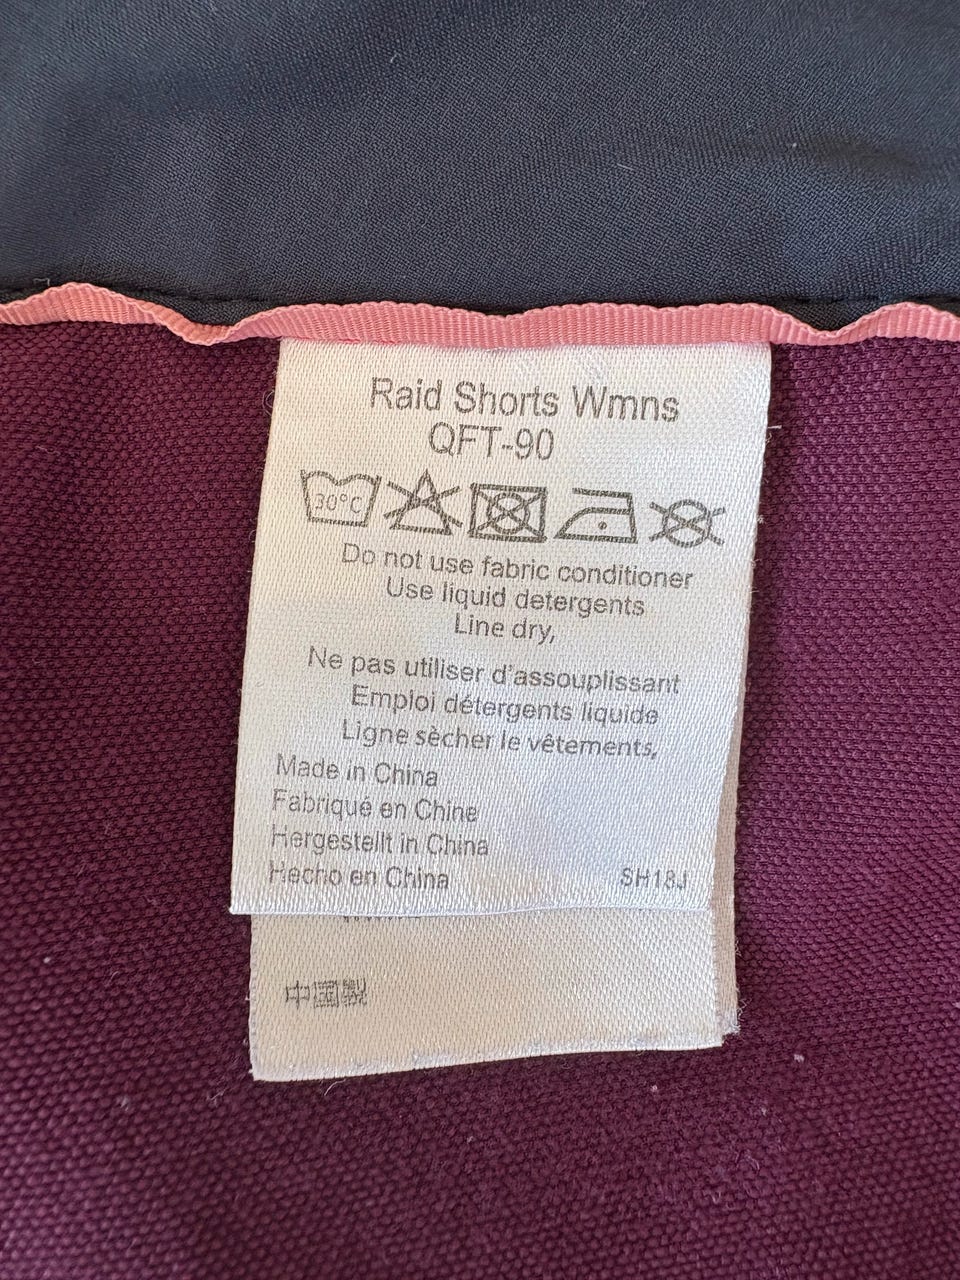 Raid Shorts Wmns
QFT-90
30°C
Do not use fabric conditioner
Use liquid detergents
Line dry,
Ne pas utiliser d'assouplissant
Emploi détergents liquide
Ligne sècher le vêtements,
Made in China
Fabriqué en Chine
Hergestellt in China
Hecho en China SH18J
中国製